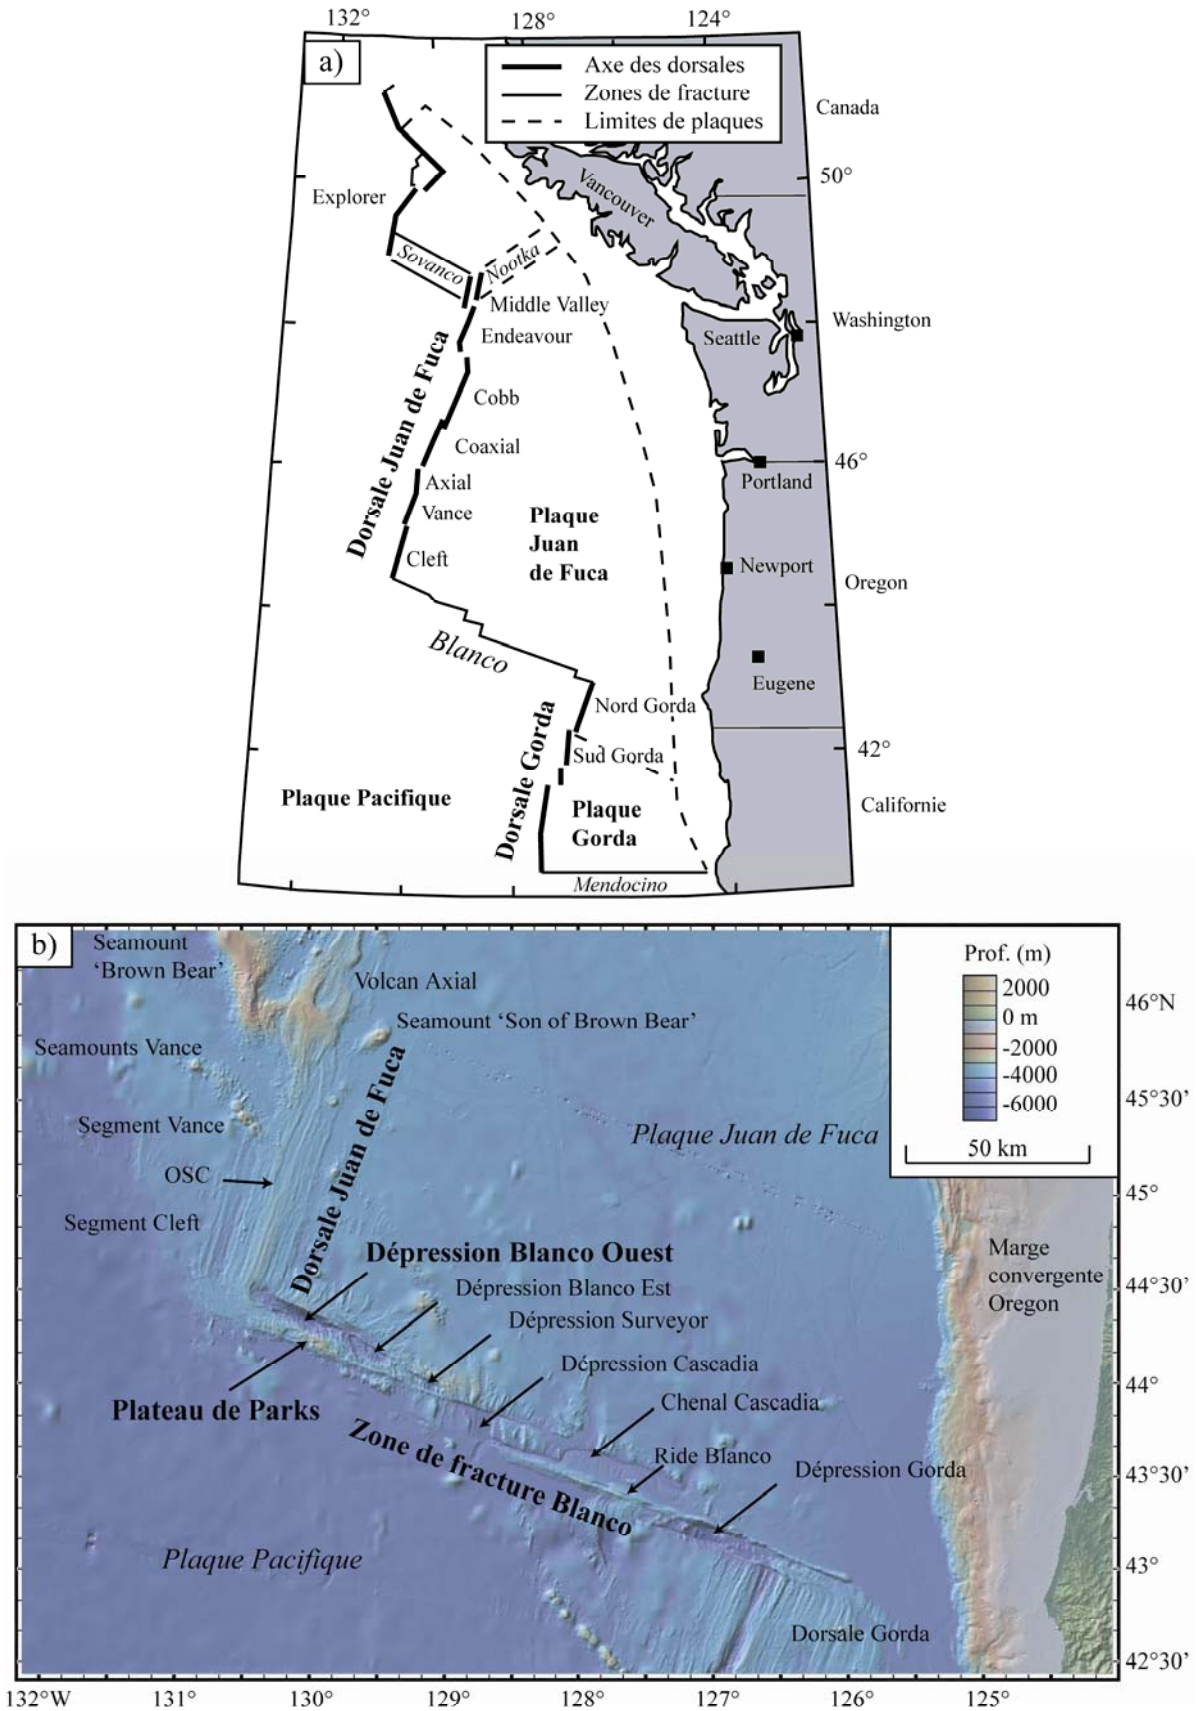 132°
128°
124°
a)
Axe des dorsales
Zones de fracture
Limites de plaques
Canada
50°
Vancouver
Explorer
Sovanco
Nootka
Middle Valley
Washington
Endeavour
Seattle
Dorsale Juan de Fuca
Cobb
Coaxial
46°
Axial
Portland
Vance
Plaque
Juan
de Fuca
Cleft
Newport
Oregon
Blanco
Eugene
Nord Gorda
42°
Sud Gorda
Dorsale Gorda
Plaque Pacifique
Plaque
Gorda
Californie
Mendocino
b)
Seamount
‘Brown Bear’
Volcan Axial
Prof. (m)
2000
0 m
-2000
-4000
-6000
50 km
46°N
Seamount ‘Son of Brown Bear’
Seamounts Vance
45°30’
Segment Vance
Plaque Juan de Fuca
OSC
Dorsale Juan de Fuca
45°
Segment Cleft
Dépression Blanco Ouest
Marge
convergente
Oregon
Dépression Blanco Est
44°30’
Dépression Surveyor
Dépression Cascadia
44°
Plateau de Parks
Chenal Cascadia
Zone de fracture Blanco
Ride Blanco
Dépression Gorda
43°30’
Plaque Pacifique
43°
Dorsale Gorda
42°30’
132°W
131°
130°
129°
128°
127°
126°
125°